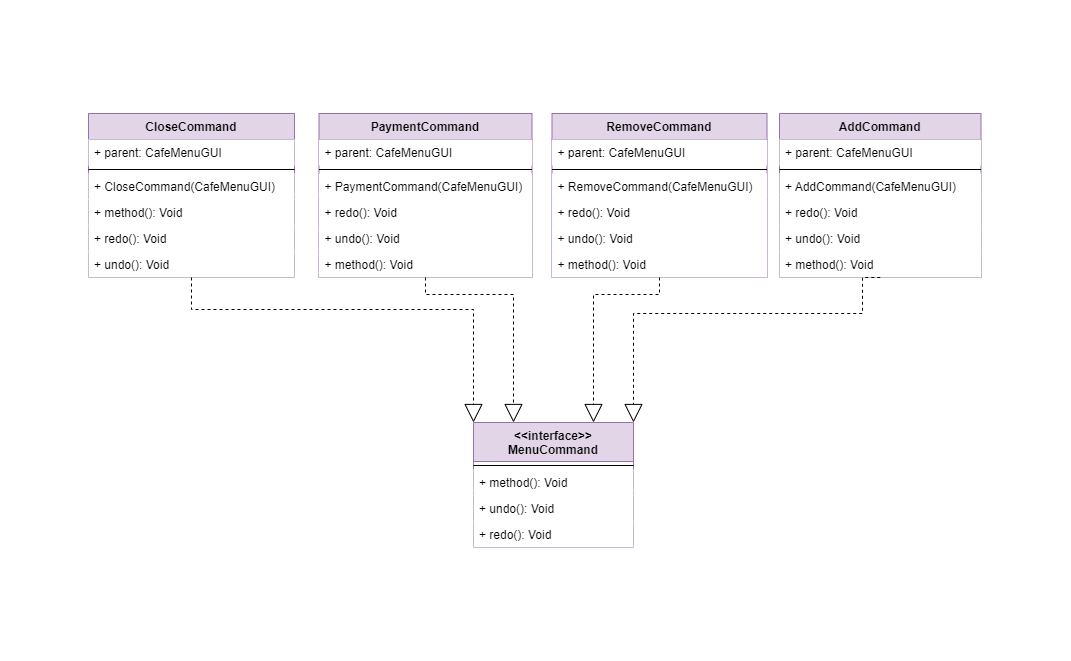 CloseCommand
+ parent: CafeMenuGUI
+ CloseCommand(CafeMenuGUI)
+ method(): Void
+ redo(): Void
+ undo(): Void
PaymentCommand
+ parent: CafeMenuGUI
+ PaymentCommand(CafeMenuGUI)
+ redo(): Void
+ undo(): Void
+ method(): Void
RemoveCommand
+ parent: CafeMenuGUI
+ RemoveCommand(CafeMenuGUI)
+ redo(): Void
+ undo(): Void
+ method(): Void
AddCommand
+ parent: CafeMenuGUI
+ AddCommand(CafeMenuGUI)
+ redo(): Void
+ undo(): Void
+ method(): Void
<<interface>>
MenuCommand
+ method(): Void
+ undo(): Void
+ redo(): Void